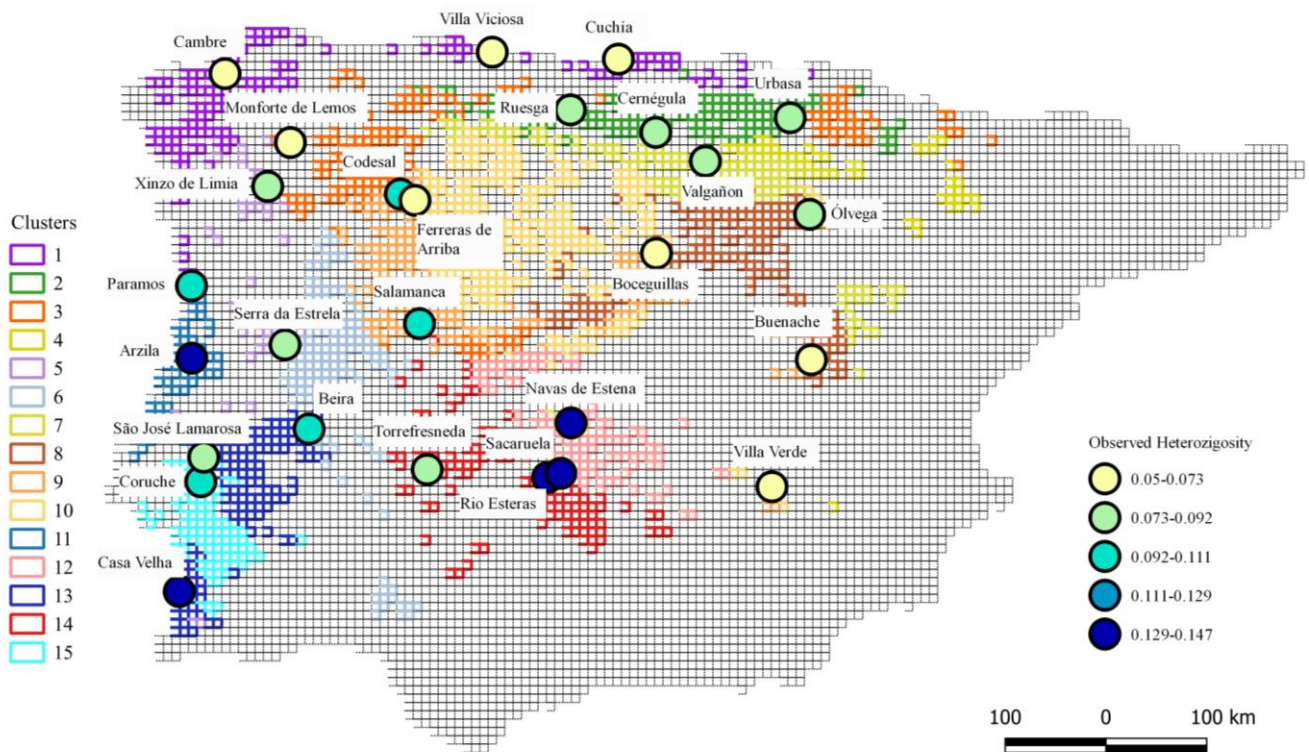 Villa Viciosa
Cuchía
Cambre
Urbasa
Monforte de Lemos
Cernégula
Ruesga
Codesal
Xinzo de Limia
Valgañon
Clusters
Ólvega
1
Ferreras de
Arriba
2
Boceguillas
Paramos
Salamanca
3
Serra da Estrela
Buenache
4
Arzila
5
Navas de Estena
6
Beira
São José Lamarosa
Torrefresneda
7
Sacaruela
Villa Verde
Observed Heterozigosity
8
Coruche
0.05-0.073
9
Rio Esteras
10
0.073-0.092
11
Casa Velha
0.092-0.111
12
13
0.111-0.129
14
0.129-0.147
15
100 0 100 km